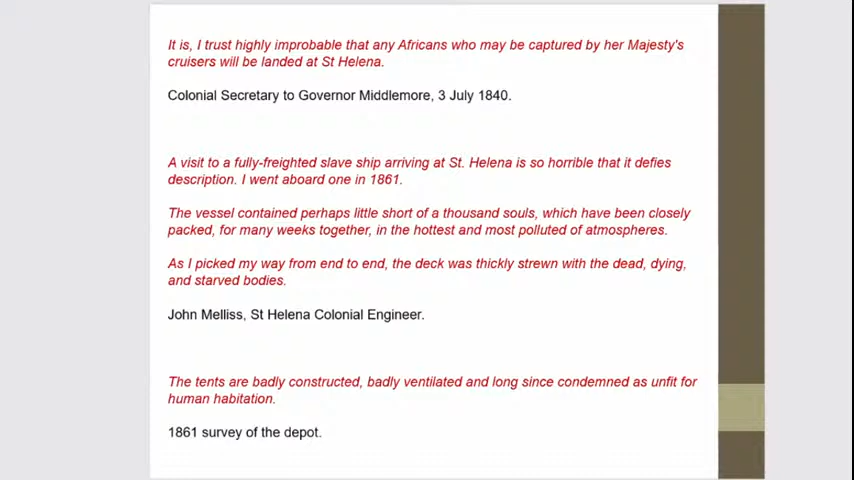 It is, I trust highly improbable that any Africans who may be captured by her Majesty's
cruisers will be landed at St Helena.
Colonial Secretary to Governor Middlemore, 3 July 1840.
A visit to a fully-freighted slave ship arriving at St. Helena is so horrible that it defies
description. I went aboard one in 1861.
The vessel contained perhaps little short of a thousand souls, which have been closely
packed, for many weeks together, in the hottest and most polluted of atmospheres.
As I picked my way from end to end, the deck was thickly strewn with the dead, dying,
and starved bodies.
John Melliss, St Helena Colonial Engineer.
The tents are badly constructed, badly ventilated and long since condemned as unfit for
human habitation.
1861 survey of the depot.